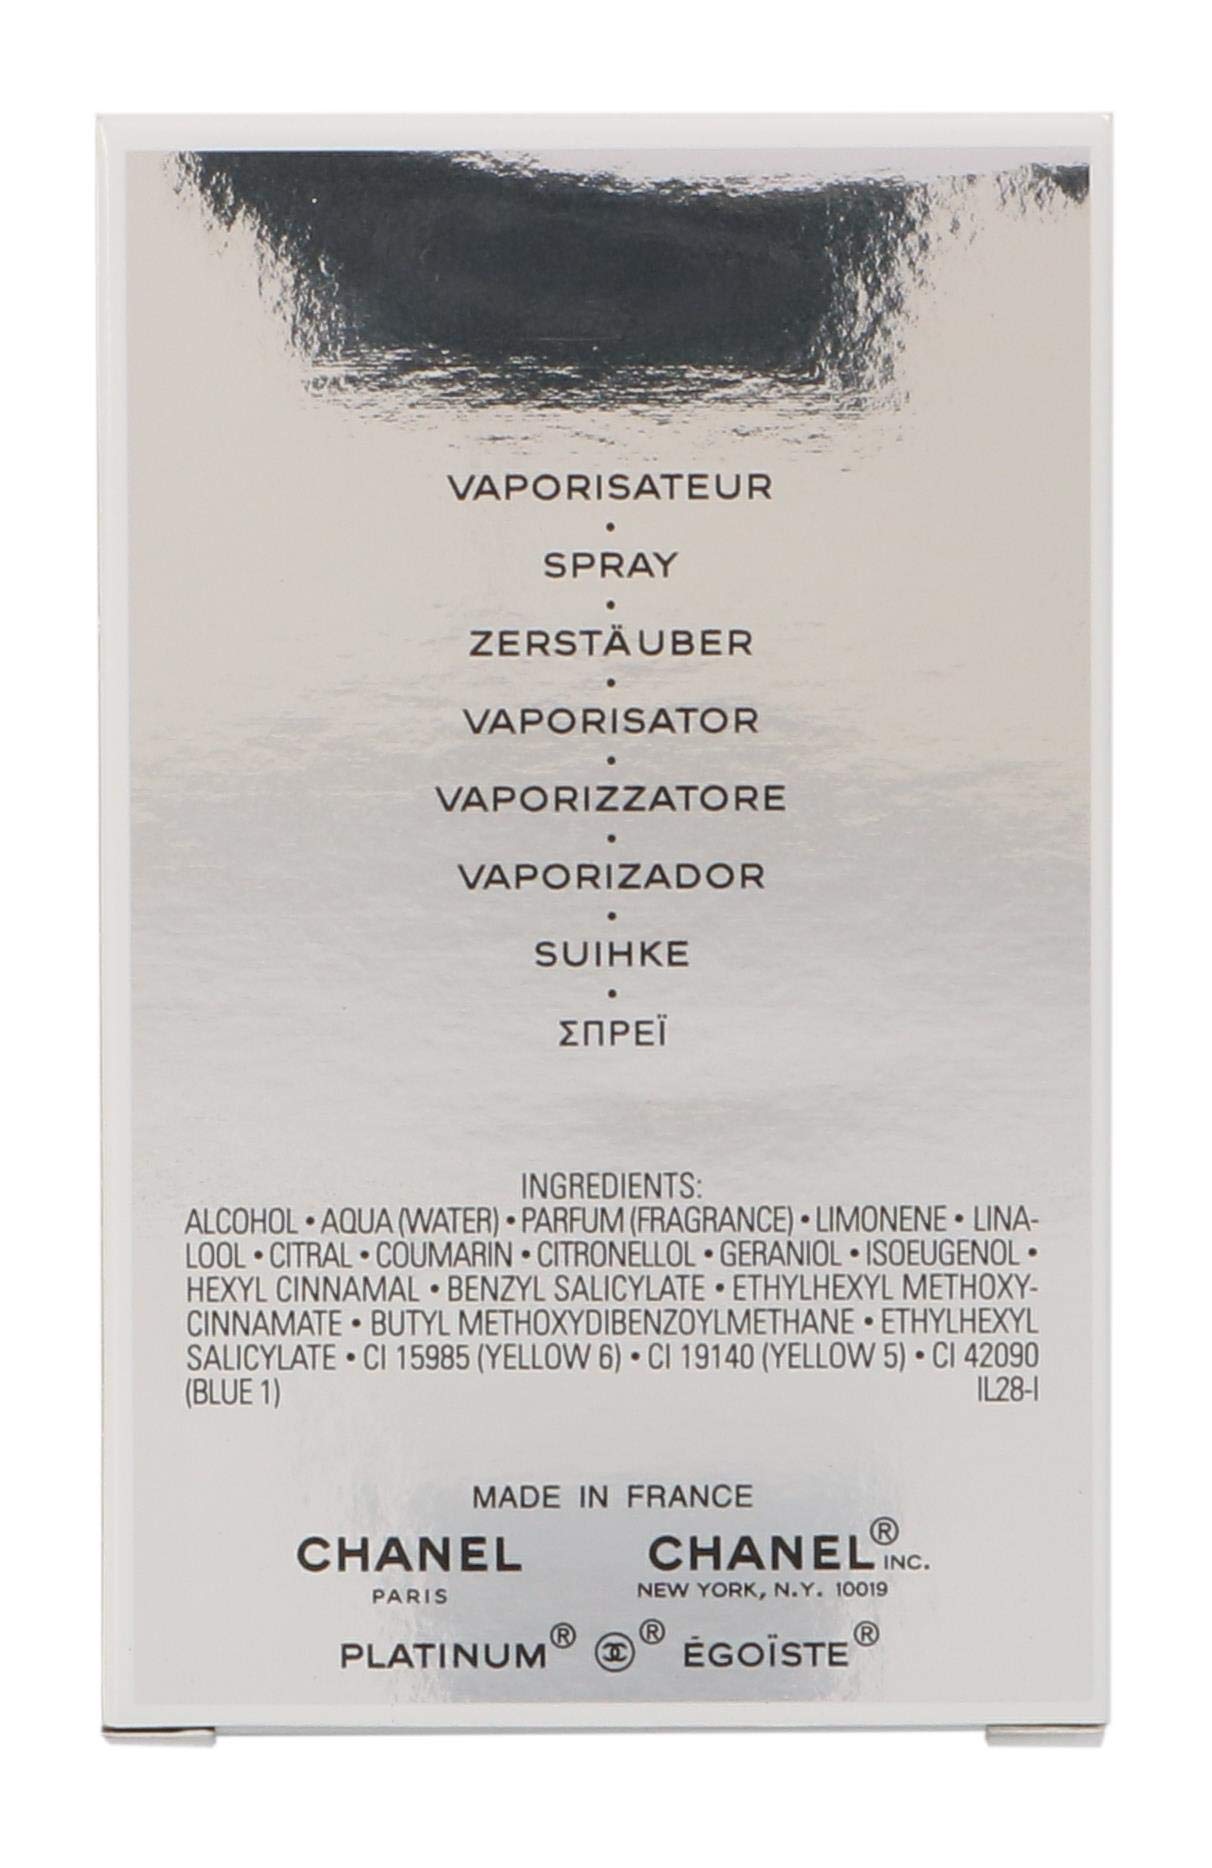 VAPORISATEUR
•
SPRAY
•
ZERSTÄUBER
•
VAPORISATOR
•
VAPORIZZATORE
•
VAPORIZADOR
•
SUIHKE
•
ΣΠΡΕΪ
INGREDIENTS:
ALCOHOL • AQUA (WATER) • PARFUM (FRAGRANCE) • LIMONENE • LINA-
LOOL • CITRAL • COUMARIN • CITRONELLOL • GERANIOL • ISOEUGENOL •
HEXYL CINNAMAL • BENZYL SALICYLATE • ETHYLHEXYL METHOXY-
CINNAMATE • BUTYL METHOXYDIBENZOYLMETHANE • ETHYLHEXYL
SALICYLATE • CI 15985 (YELLOW 6) • CI 19140 (YELLOW 5) • CI 42090
(BLUE 1) IL28-I
MADE IN FRANCE
CHANEL CHANEL® INC.
PARIS NEW YORK, N.Y. 10019
PLATINUM® ® ÉGOÏSTE®